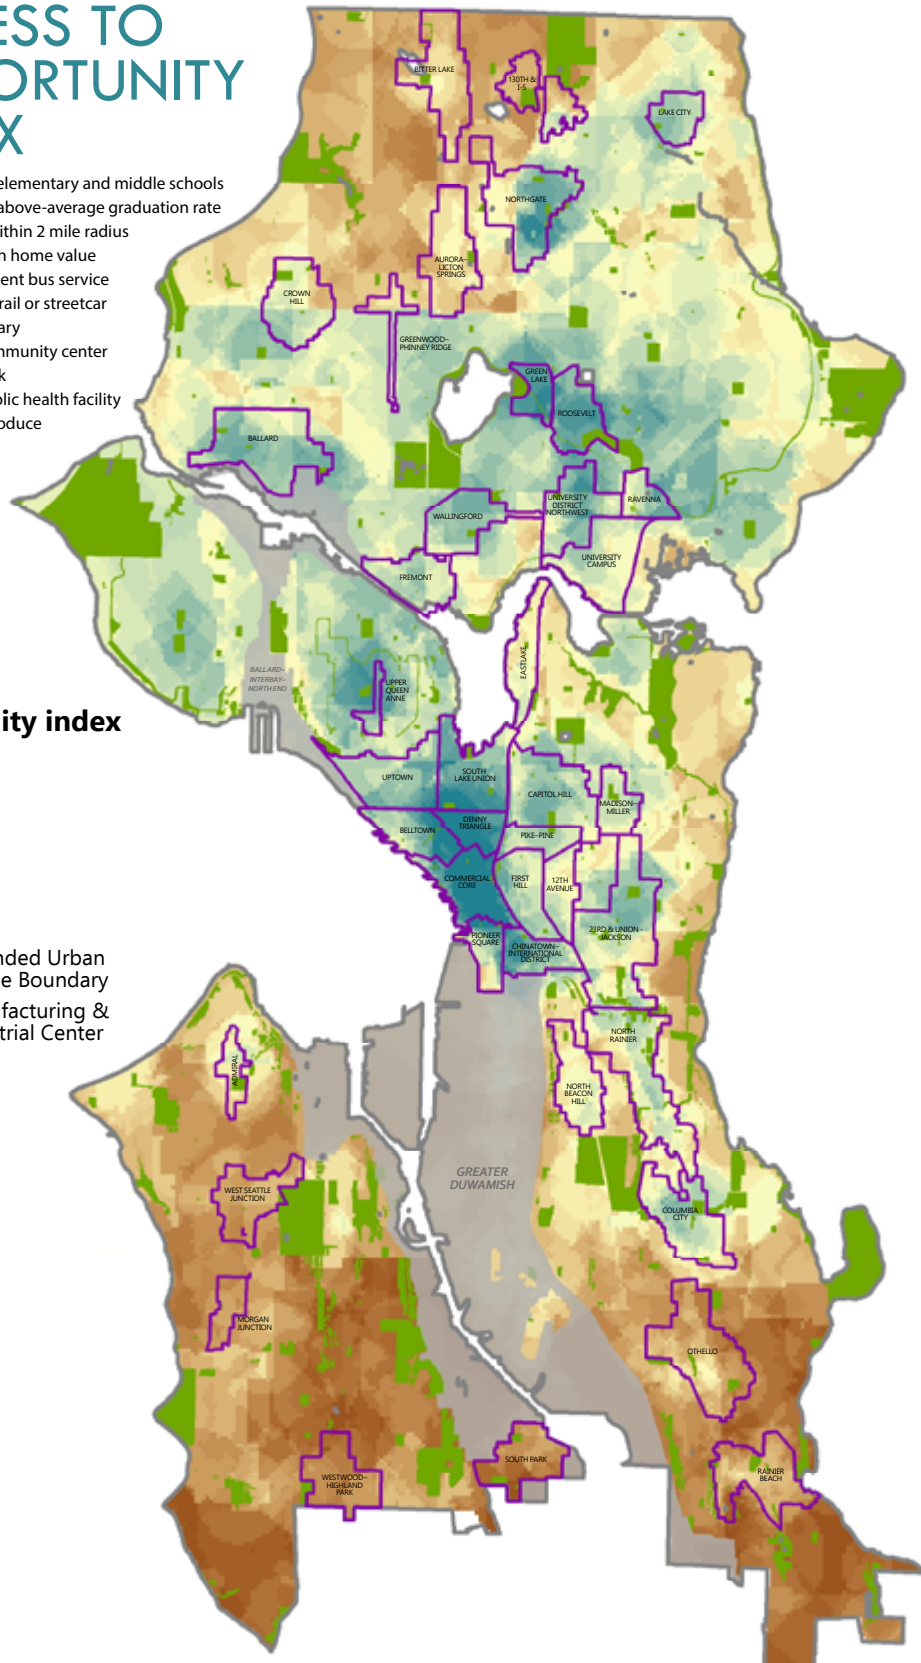 ESS TO
ORTUNITY
X
elementary and middle schools
above-average graduation rate
ithin 2 mile radius
n home value
ent bus service
rail or streetcar
ary
mmunity center
k
blic health facility
oduce
ity index
nded Urban
e Boundary
facturing &
trial Center
BITTER LAKE
130TH &
I-5
LAKE CITY
NORTHGATE
AURORA–
LICTON
SPRINGS
CROWN
HILL
GREENWOOD–
PHINNEY RIDGE
GREEN
LAKE
ROOSEVELT
BALLARD
WALLINGFORD
UNIVERSITY
DISTRICT
NORTHWEST
RAVENNA
UNIVERSITY
CAMPUS
FREMONT
EASTLAKE
BALLARD–
INTERBAY–
NORTHEND
UPPER
QUEEN
ANNE
UPTOWN
SOUTH
LAKE UNION
CAPITOL HILL
MADISON–
MILLER
BELLTOWN
DENNY
TRIANGLE
PIKE–PINE
COMMERCIAL
CORE
FIRST
HILL
12TH
AVENUE
23RD & UNION -
JACKSON
PIONEER
SQUARE
CHINATOWN–
INTERNATIONAL
DISTRICT
NORTH
RAINIER
ADMIRAL
NORTH
BEACON
HILL
GREATER
DUWAMISH
WEST SEATTLE
JUNCTION
COLUMBIA
CITY
MORGAN
JUNCTION
OTHELLO
SOUTH PARK
WESTWOOD–
HIGHLAND
PARK
RAINIER
BEACH